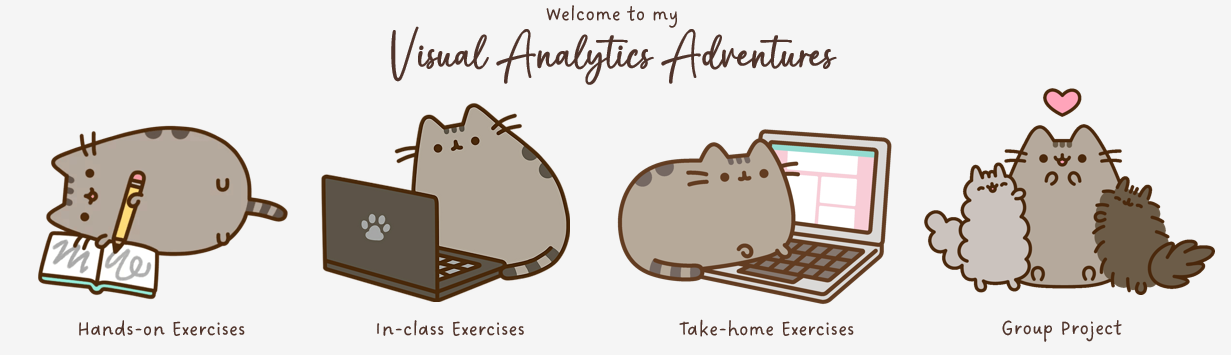 Welcome to my
Visual Analytics Adventures
Hands-on Exercises
In-class Exercises
Take-home Exercises
Group Project